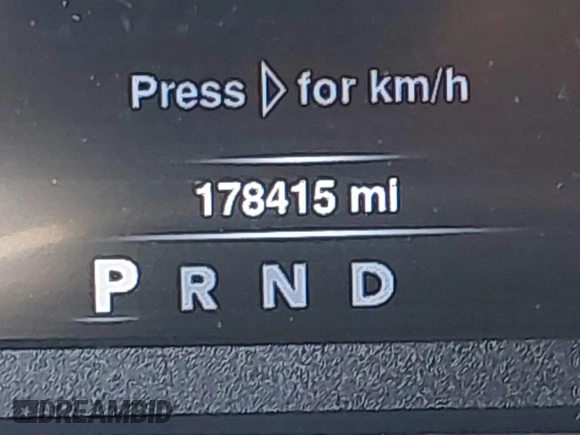 Press ▷ for km/h
178415 mi
P R N D
DREAMBID